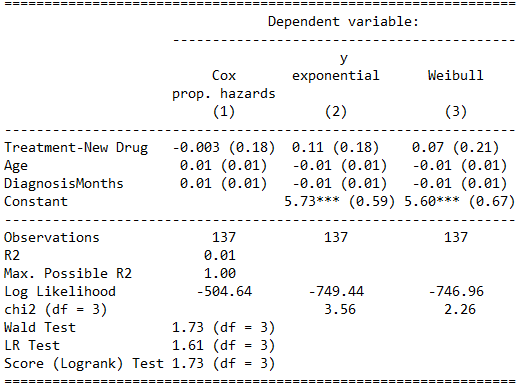 Dependent variable:
y
Cox exponential Weibull
prop. hazards
(1) (2) (3)
Treatment-New Drug -0.003 (0.18) 0.11 (0.18) 0.07 (0.21)
Age 0.01 (0.01) -0.01 (0.01) -0.01 (0.01)
DiagnosisMonths 0.01 (0.01) -0.01 (0.01) -0.01 (0.01)
Constant 5.73*** (0.59) 5.60*** (0.67)
Observations 137 137 137
R2 0.01
Max. Possible R2 1.00
Log Likelihood -504.64 -749.44 -746.96
chi2 (df = 3) 3.56 2.26
Wald Test 1.73 (df = 3)
LR Test 1.61 (df = 3)
Score (Logrank) Test 1.73 (df = 3)